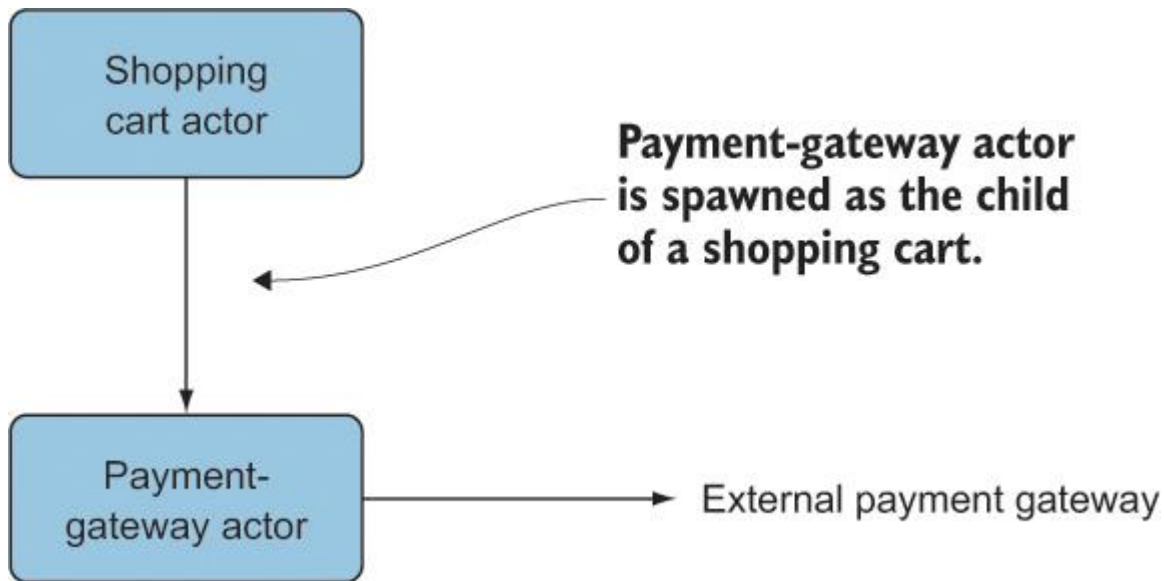 Shopping
cart actor
Payment-gateway actor
is spawned as the child
of a shopping cart.
Payment-
gateway actor
External payment gateway